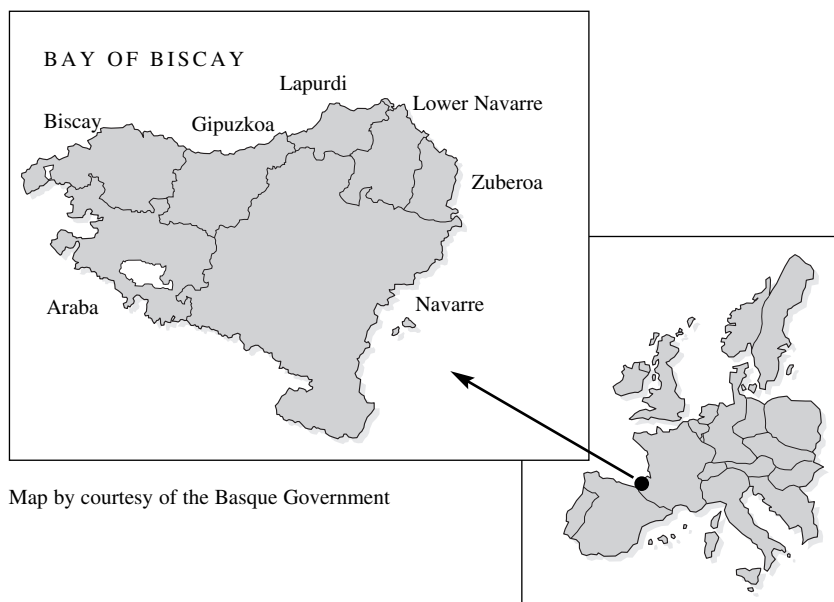 BAY OF BISCAY
Lapurdi
Lower Navarre
Biscay
Gipuzkoa
Zuberoa
Araba
Navarre
Map by courtesy of the Basque Government